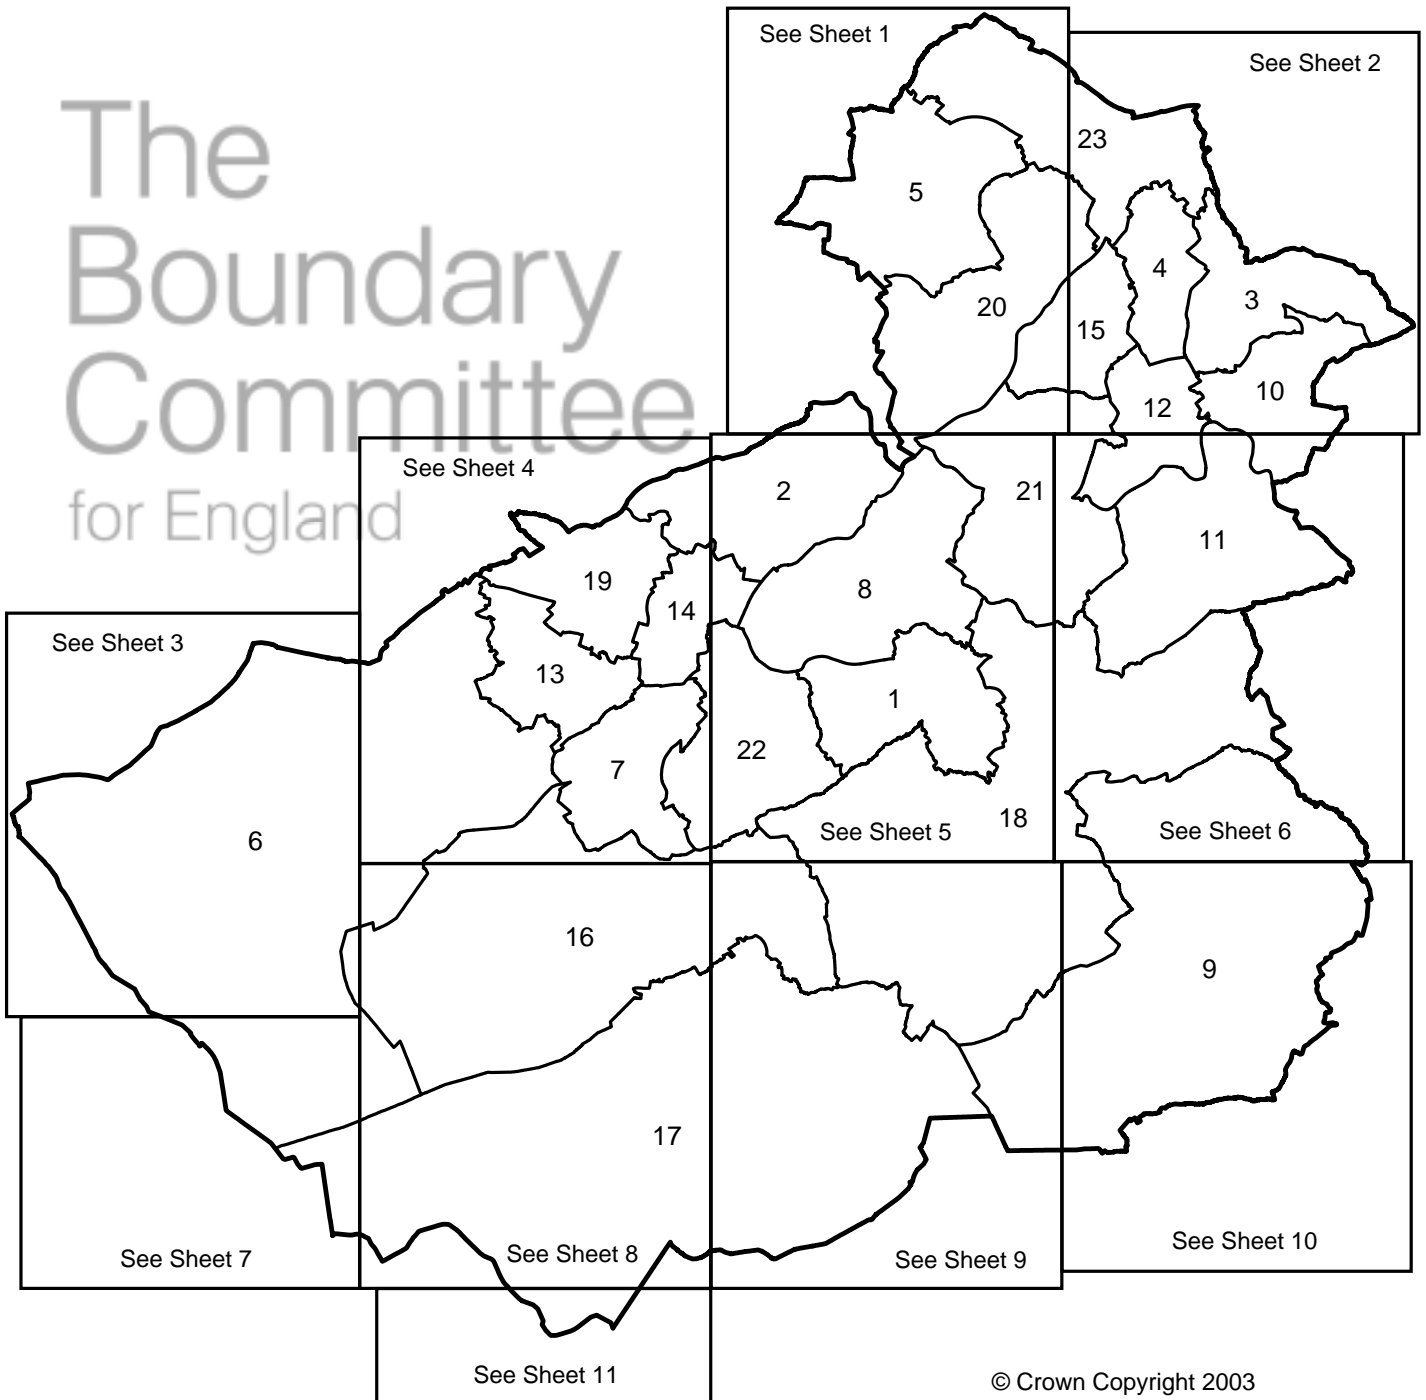 The
Boundary
Committee
for England
See Sheet 1
See Sheet 2
23
5
4
3
20
15
10
12
See Sheet 4
2
21
11
19
8
14
See Sheet 3
13
1
22
7
18
See Sheet 5
See Sheet 6
6
16
9
17
See Sheet 7
See Sheet 8
See Sheet 9
See Sheet 10
See Sheet 11
© Crown Copyright 2003